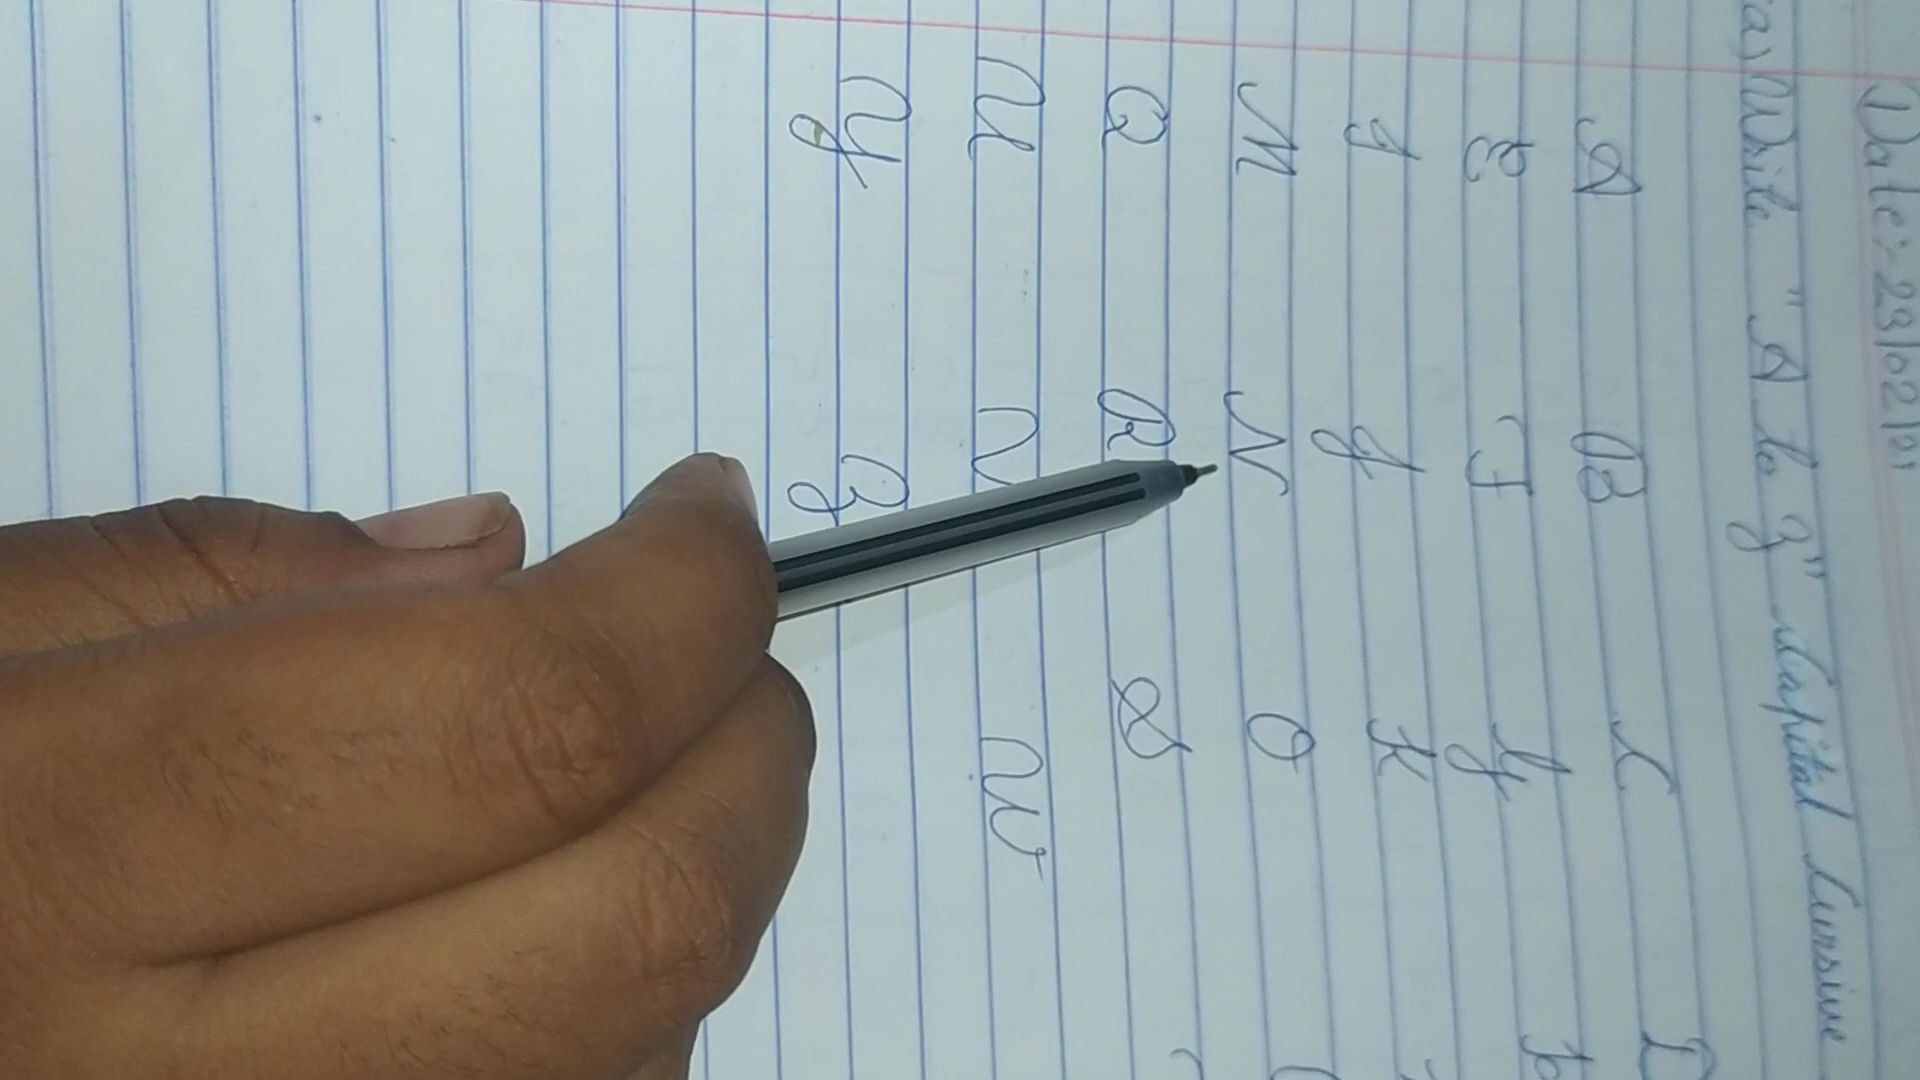 Date:- 23/02/21
(a) Write "A to Z" Capital Cursive
A B C D
E F G H
I J K
M N O
Q R S
U V W
Y Z